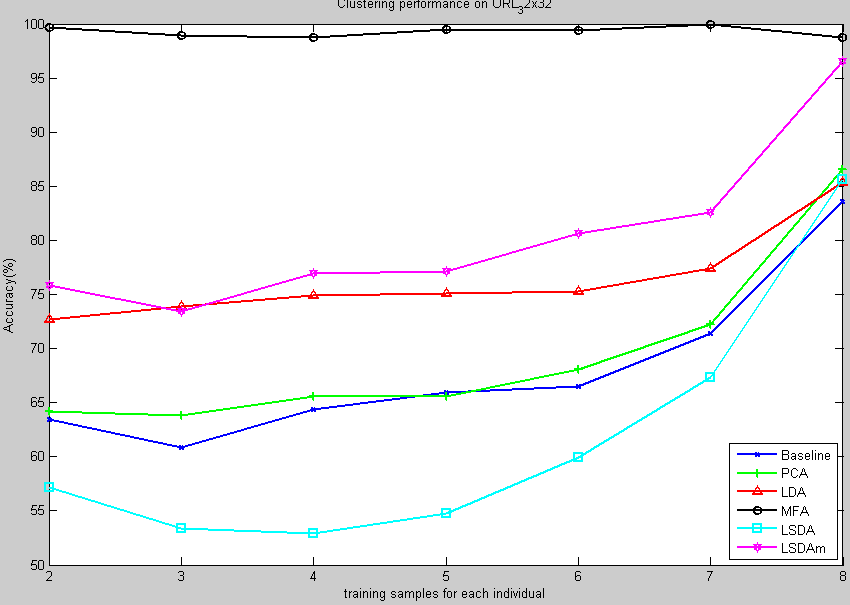 Clustering performance on ORL32x32
100
95
90
85
80
75
70
65
60
55
50
Accuracy(%)
2 3 4 5 6 7 8
training samples for each individual
Baseline
PCA
LDA
MFA
LSDA
LSDAm